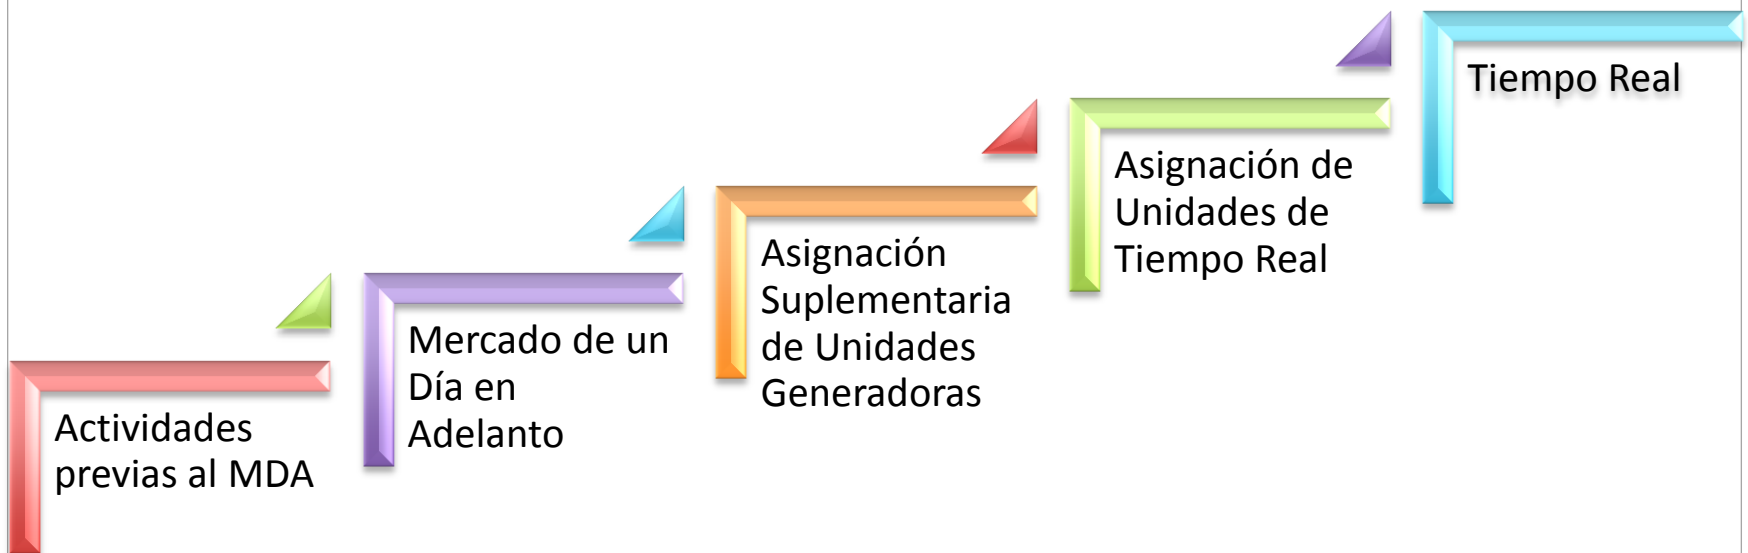 Actividades
previas al MDA
Mercado de un
Día en
Adelanto
Asignación
Suplementaria
de Unidades
Generadoras
Asignación de
Unidades de
Tiempo Real
Tiempo Real